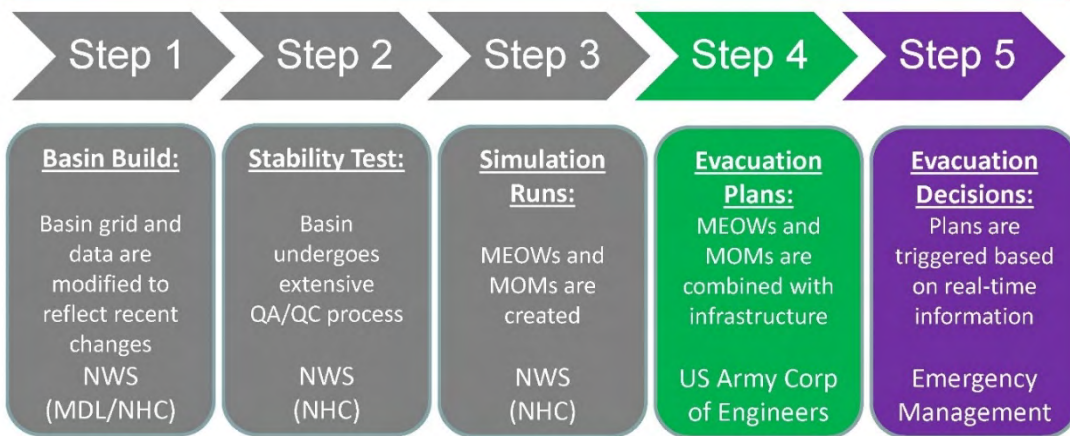 Step 1
Step 2
Step 3
Step 4
Step 5
Basin Build:
Basin grid and
data are
modified to
reflect recent
changes
NWS
(MDL/NHC)
Stability Test:
Basin
undergoes
extensive
QA/QC process
NWS
(NHC)
Simulation
Runs:
MEOWs and
MOMs are
created
NWS
(NHC)
Evacuation
Plans:
MEOWs and
MOMs are
combined with
infrastructure
US Army Corp
of Engineers
Evacuation
Decisions:
Plans are
triggered based
on real-time
information
Emergency
Management